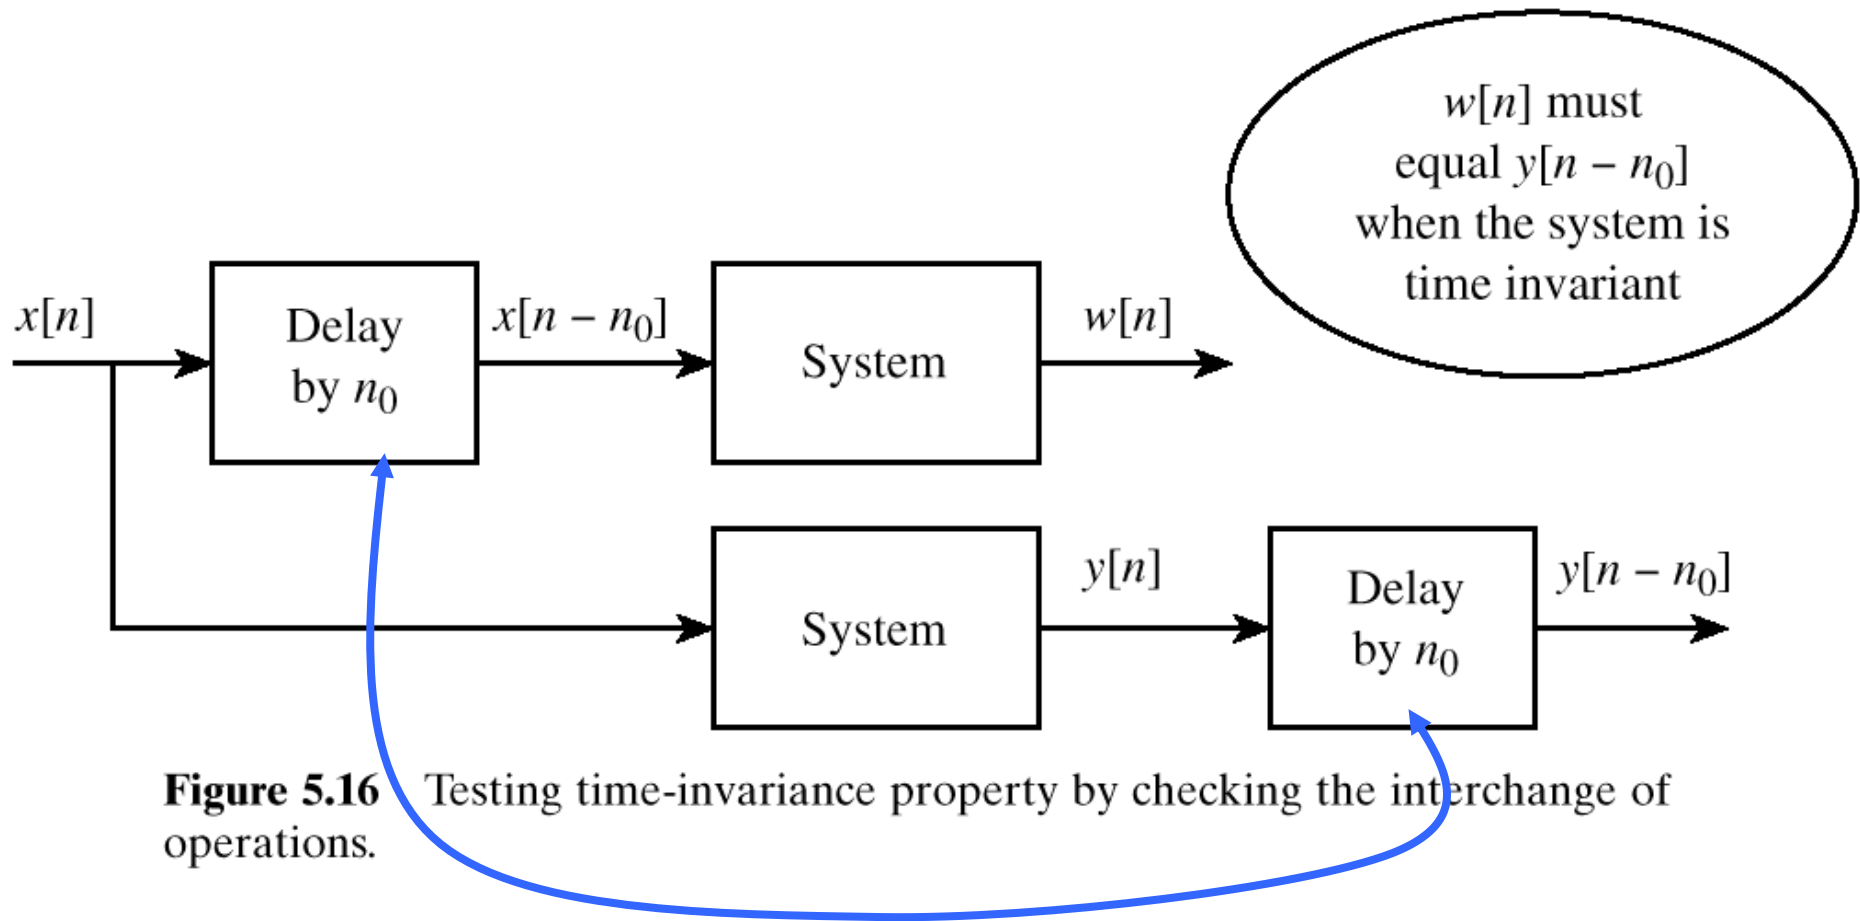 w[n] must
equal y[n − n₀]
when the system is
time invariant
x[n]
Delay
by n₀
x[n − n₀]
System
w[n]
System
y[n]
Delay
by n₀
y[n − n₀]
Figure 5.16 Testing time-invariance property by checking the interchange of
operations.